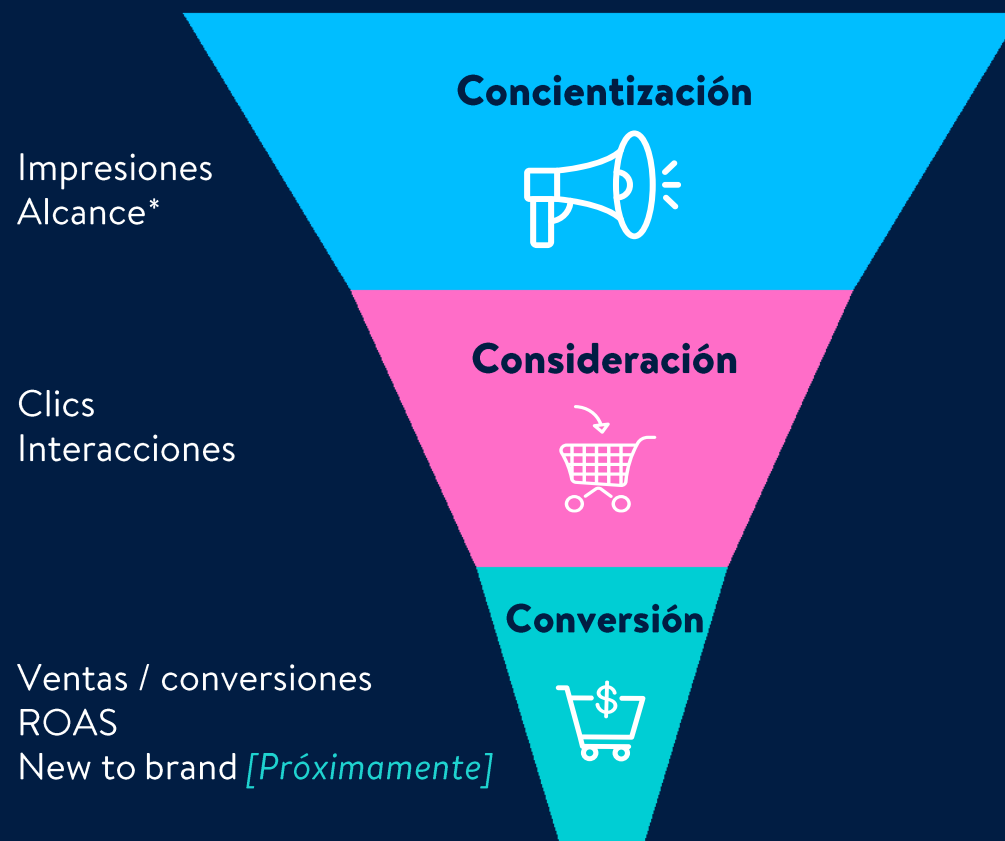 Concientización
Impresiones
Alcance*
Consideración
Clics
Interacciones
Conversión
$
Ventas / conversiones
ROAS
New to brand [Próximamente]